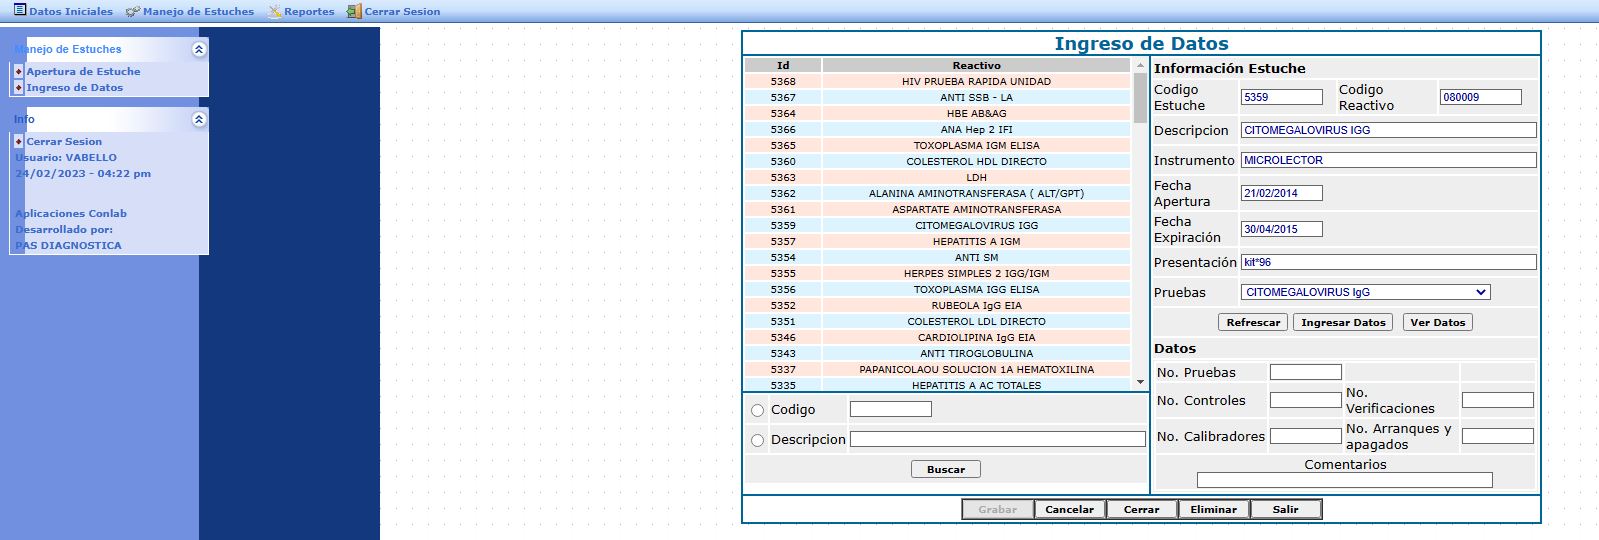 Datos Iniciales Manejo de Estuches Reportes Cerrar Sesion
Manejo de Estuches
Apertura de Estuche
Ingreso de Datos
Info
Cerrar Sesion
Usuario: VABELLO
24/02/2023 - 04:22 pm
Aplicaciones Conlab
Desarrollado por:
PAS DIAGNOSTICA
Ingreso de Datos
Id Reactivo
5368 HIV PRUEBA RAPIDA UNIDAD
5367 ANTI SSB - LA
5364 HBE AB&AG
5366 ANA Hep 2 IFI
5365 TOXOPLASMA IGM ELISA
5360 COLESTEROL HDL DIRECTO
5363 LDH
5362 ALANINA AMINOTRANSFERASA ( ALT/GPT)
5361 ASPARTATE AMINOTRANSFERASA
5359 CITOMEGALOVIRUS IGG
5357 HEPATITIS A IGM
5354 ANTI SM
5355 HERPES SIMPLES 2 IGG/IGM
5356 TOXOPLASMA IGG ELISA
5352 RUBEOLA IgG EIA
5351 COLESTEROL LDL DIRECTO
5346 CARDIOLIPINA IgG EIA
5343 ANTI TIROGLOBULINA
5337 PAPANICOLAOU SOLUCION 1A HEMATOXILINA
5335 HEPATITIS A AC TOTALES
Codigo
Descripcion
Buscar
Información Estuche
Codigo Estuche 5359 Codigo Reactivo 080009
Descripcion CITOMEGALOVIRUS IGG
Instrumento MICROLECTOR
Fecha Apertura 21/02/2014
Fecha Expiración 30/04/2015
Presentación kit*96
Pruebas CITOMEGALOVIRUS IgG
Refrescar Ingresar Datos Ver Datos
Datos
No. Pruebas
No. Controles No. Verificaciones
No. Calibradores No. Arranques y apagados
Comentarios
Grabar Cancelar Cerrar Eliminar Salir